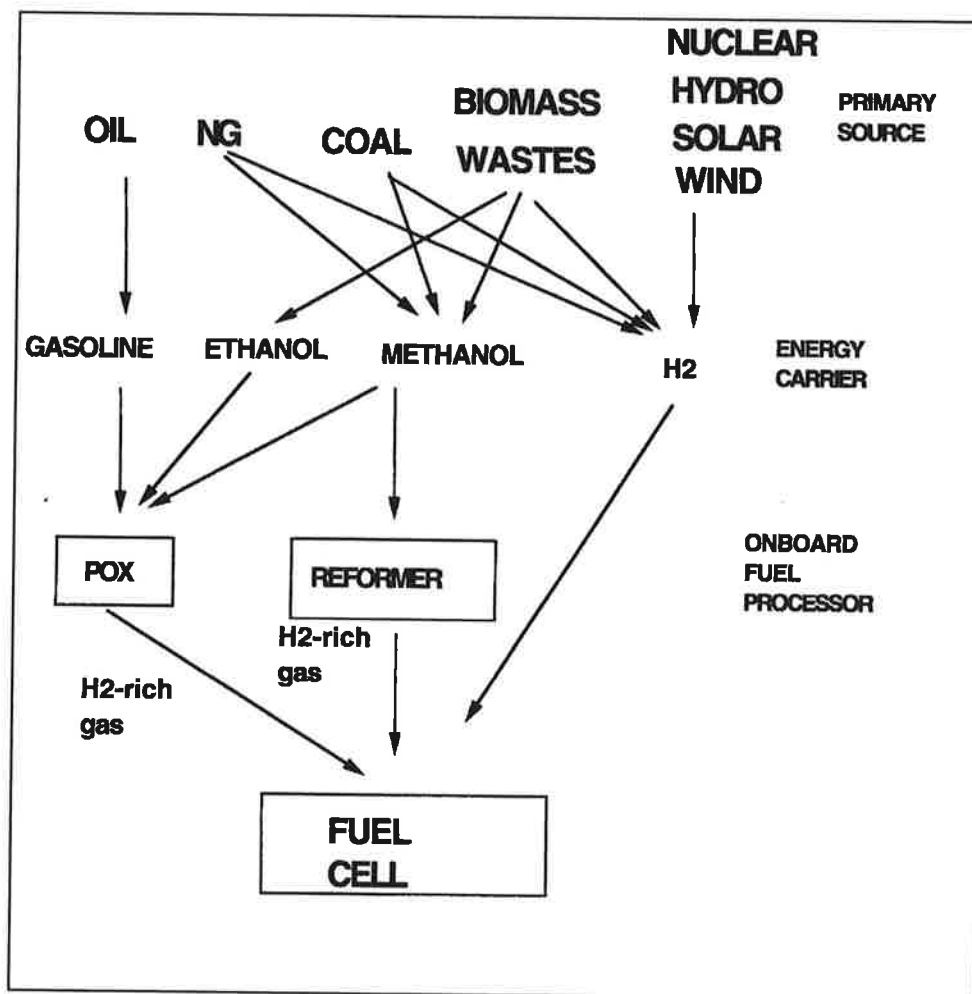 OIL
NG
COAL
BIOMASS
WASTES
NUCLEAR
HYDRO
SOLAR
WIND
PRIMARY
SOURCE
GASOLINE
ETHANOL
METHANOL
H2
ENERGY
CARRIER
POX
REFORMER
ONBOARD
FUEL
PROCESSOR
H2-rich
gas
H2-rich
gas
FUEL
CELL